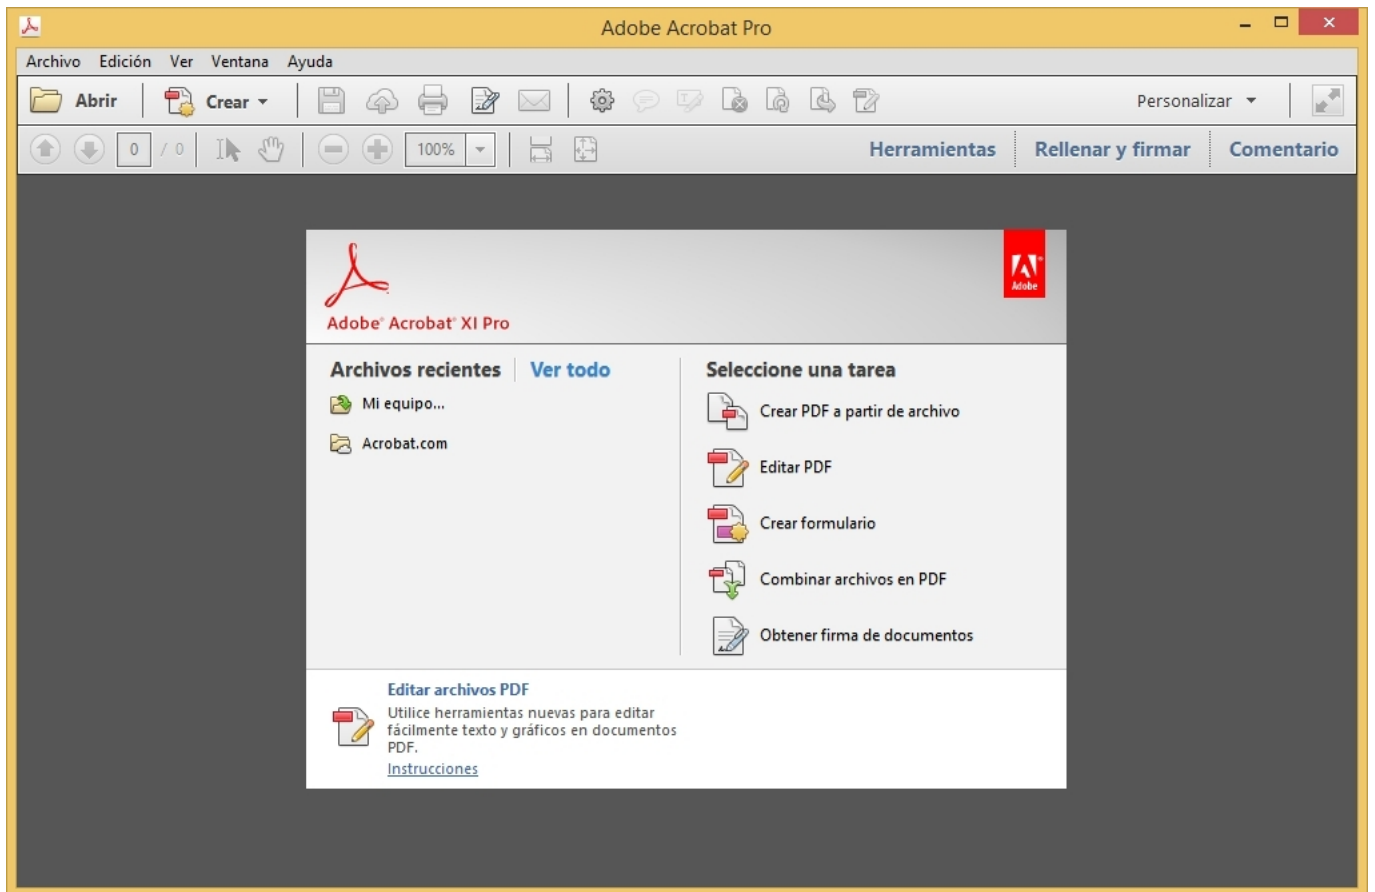 Adobe Acrobat Pro
Archivo Edición Ver Ventana Ayuda
Abrir Crear Personalizar
0 / 0 100% Herramientas Rellenar y firmar Comentario
Adobe
Adobe® Acrobat® XI Pro
Archivos recientes Ver todo
Mi equipo...
Acrobat.com
Seleccione una tarea
Crear PDF a partir de archivo
Editar PDF
Crear formulario
Combinar archivos en PDF
Obtener firma de documentos
Editar archivos PDF
Utilice herramientas nuevas para editar
fácilmente texto y gráficos en documentos
PDF.
Instrucciones